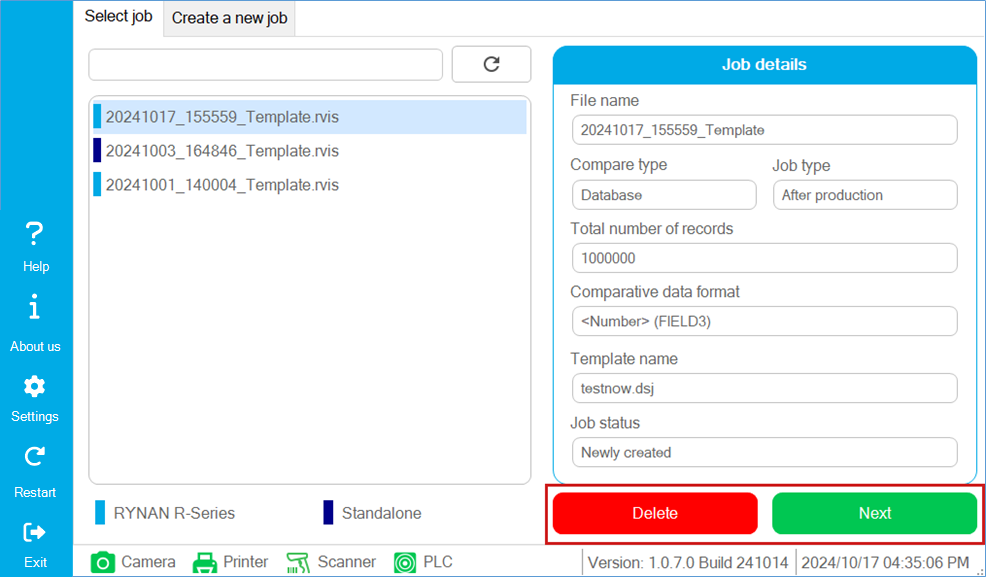 Select job
Create a new job
Job details
20241017_155559_Template.rvis
20241003_164846_Template.rvis
20241001_140004_Template.rvis
File name
20241017_155559_Template
Compare type
Job type
Database
After production
Total number of records
1000000
Comparative data format
<Number> (FIELD3)
Template name
testnow.dsj
Job status
Newly created
Help
About us
Settings
Restart
Exit
RYNAN R-Series
Standalone
Delete
Next
Camera
Printer
Scanner
PLC
Version: 1.0.7.0 Build 241014
2024/10/17 04:35:06 PM